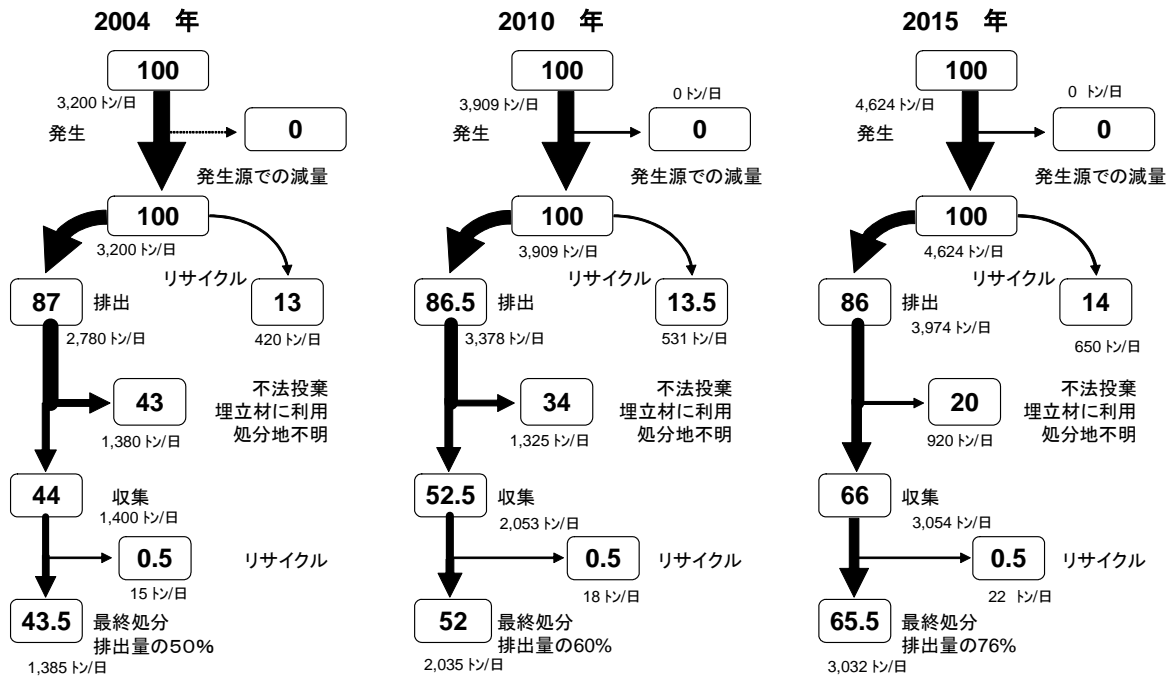 2004 年
100
3,200 トン/日
発生
0
発生源での減量
100
3,200 トン/日
リサイクル
87
排出
13
2,780 トン/日
420 トン/日
43
不法投棄
埋立材に利用
処分地不明
1,380 トン/日
44
収集
1,400 トン/日
0.5
リサイクル
15 トン/日
43.5
最終処分
排出量の50%
1,385 トン/日
2010 年
100
3,909 トン/日
0 トン/日
発生
0
発生源での減量
100
3,909 トン/日
リサイクル
86.5
排出
13.5
3,378 トン/日
531 トン/日
34
不法投棄
埋立材に利用
処分地不明
1,325 トン/日
52.5
収集
2,053 トン/日
0.5
リサイクル
18 トン/日
52
最終処分
排出量の60%
2,035 トン/日
2015 年
100
4,624 トン/日
0 トン/日
発生
0
発生源での減量
100
4,624 トン/日
リサイクル
86
排出
14
3,974 トン/日
650 トン/日
20
不法投棄
埋立材に利用
処分地不明
920 トン/日
66
収集
3,054 トン/日
0.5
リサイクル
22 トン/日
65.5
最終処分
排出量の76%
3,032 トン/日